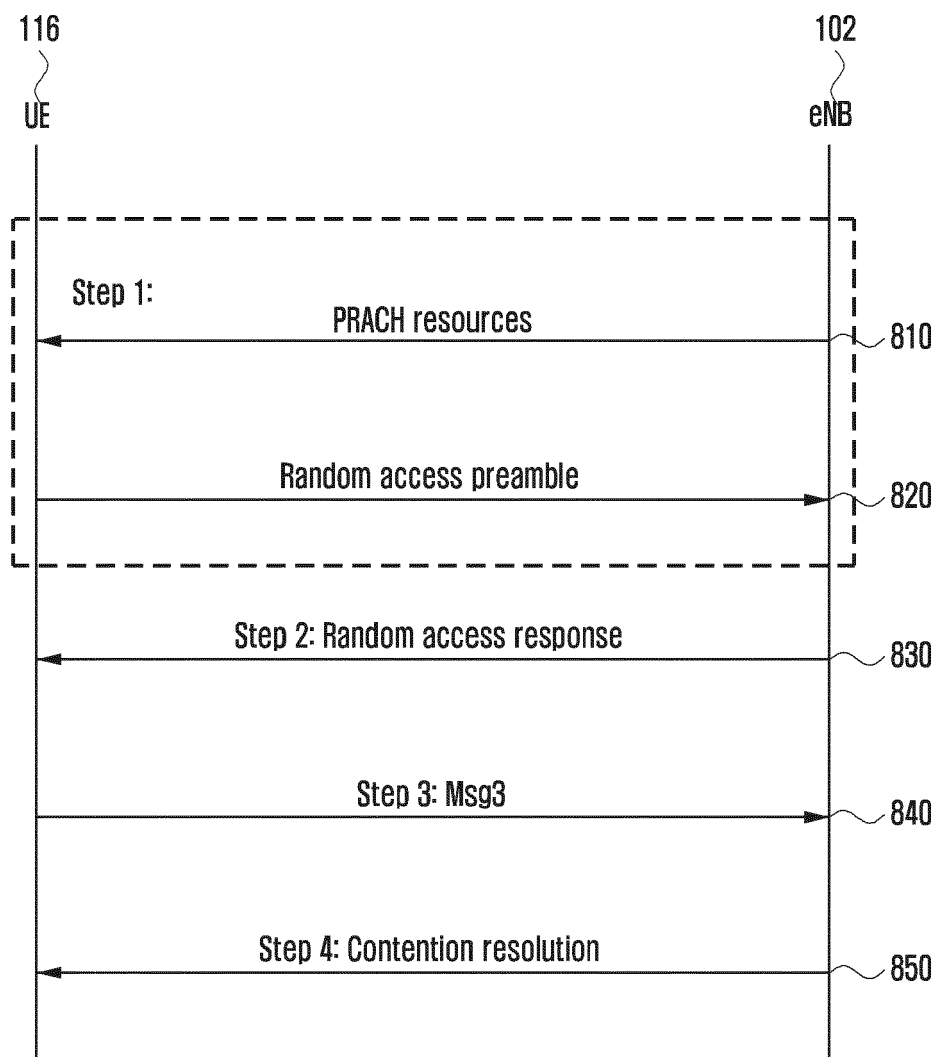 116 102
UE eNB
Step 1:
PRACH resources
810
Random access preamble
820
Step 2: Random access response
830
Step 3: Msg3
840
Step 4: Contention resolution
850